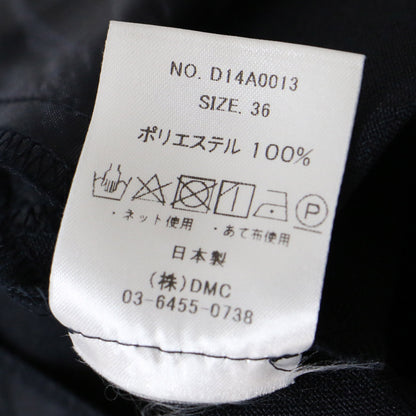 NO. D14A0013
SIZE. 36
ポリエステル 100%
P
・ネット使用 ・あて布使用
日本製
(株)DMC
03-6455-0738